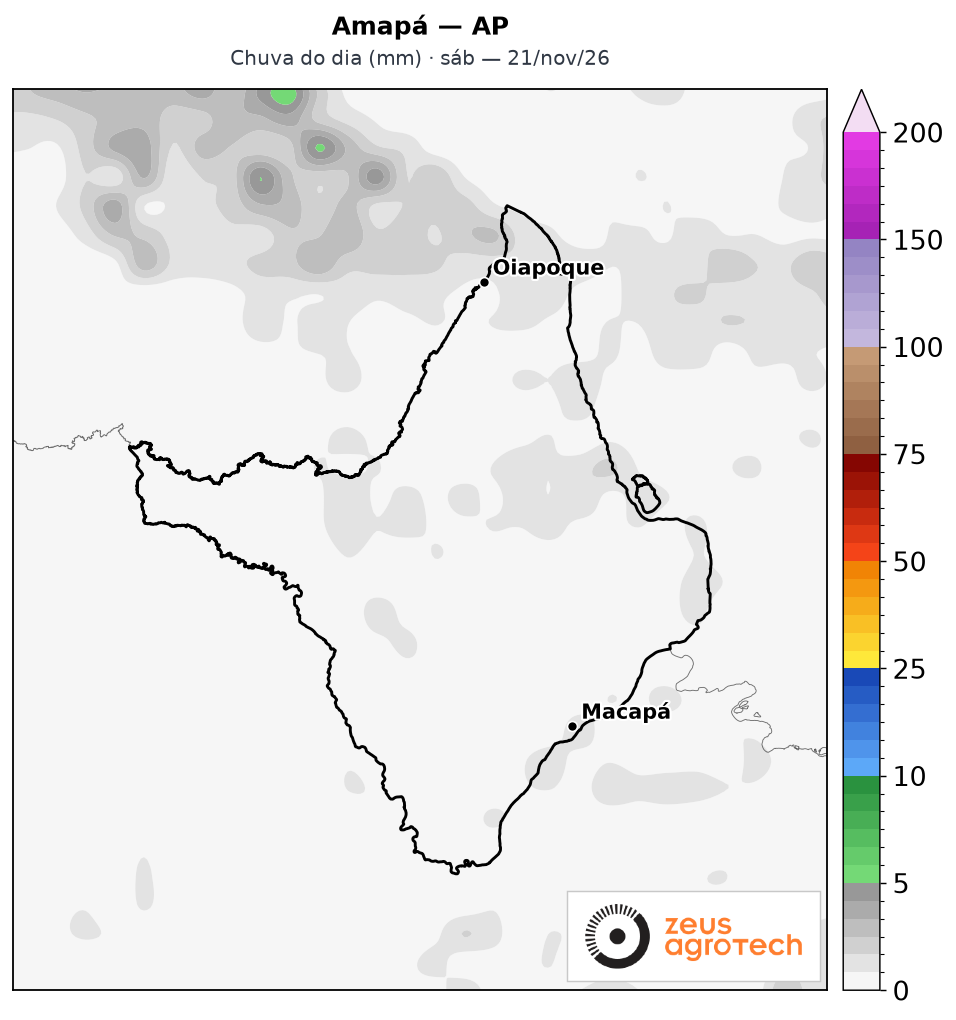 Amapá — AP
Chuva do dia (mm) · sáb — 21/nov/26
200
150
100
75
50
25
10
5
0
Oiapoque
Macapá
zeus
agrotech